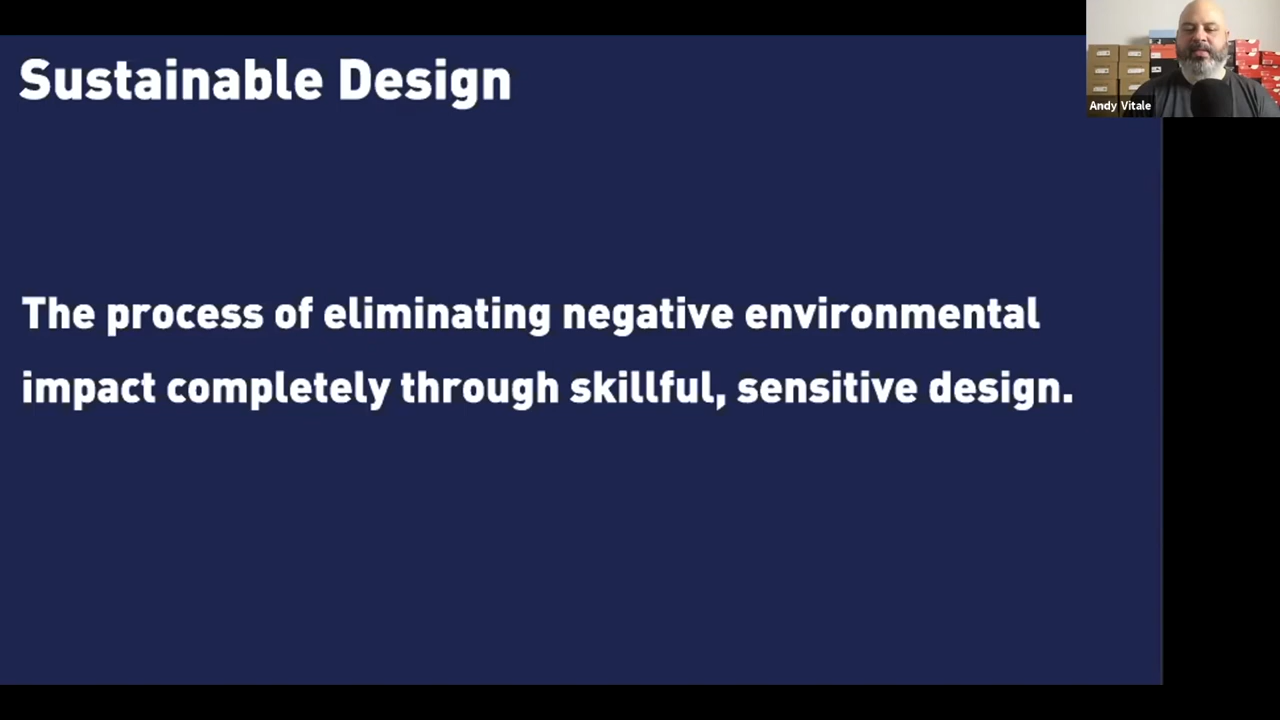 Sustainable Design
The process of eliminating negative environmental
impact completely through skillful, sensitive design.
Andy Vitale